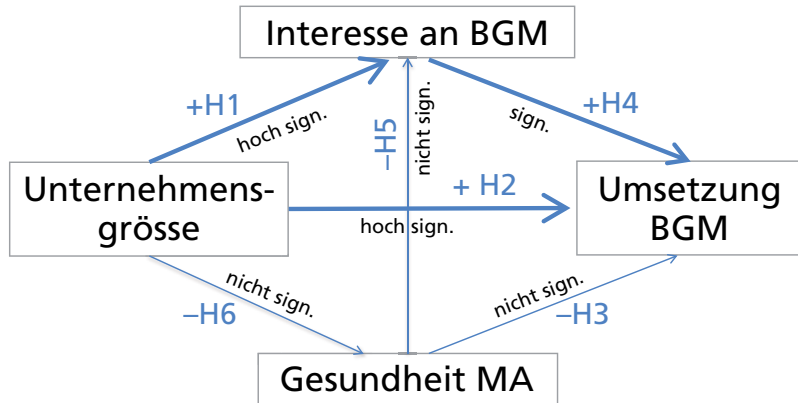 Interesse an BGM
+H1
hoch sign.
–H5
nicht sign.
sign.
+H4
Unternehmens-
grösse
+ H2
hoch sign.
Umsetzung
BGM
nicht sign.
–H6
nicht sign.
–H3
Gesundheit MA